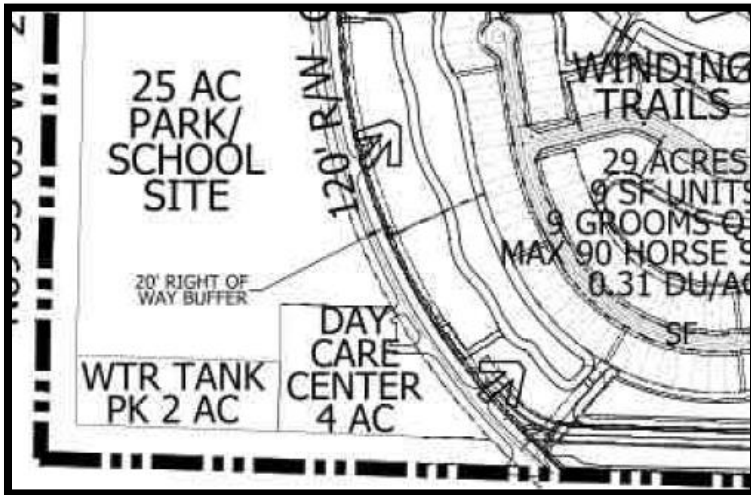 25 AC
PARK/
SCHOOL
SITE
120' R/W
WINDING
TRAILS
29 ACRES
9 SF UNITS
9 GROOMS Q
MAX 90 HORSE S
0.31 DU/AC
SF
20' RIGHT OF
WAY BUFFER
DAY
CARE
CENTER
4 AC
WTR TANK
PK 2 AC